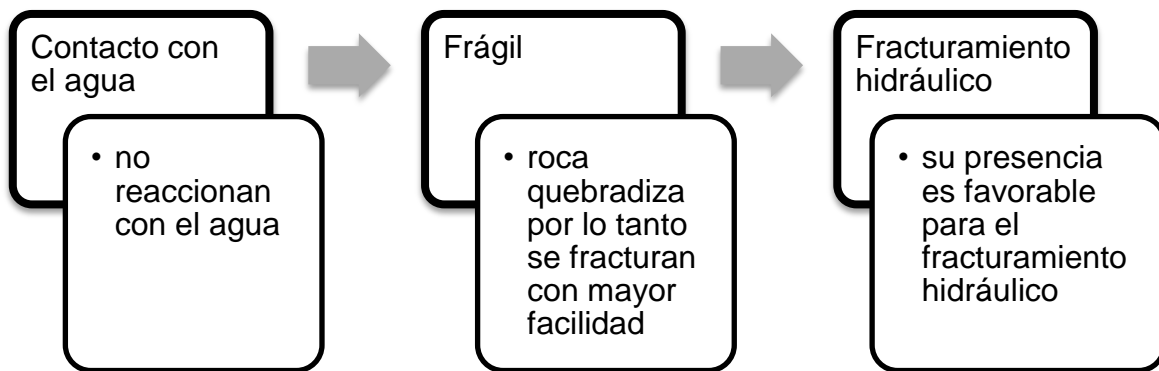 Contacto con
el agua
• no
reaccionan
con el agua
Frágil
• roca
quebradiza
por lo tanto
se fracturan
con mayor
facilidad
Fracturamiento
hidráulico
• su presencia
es favorable
para el
fracturamiento
hidráulico